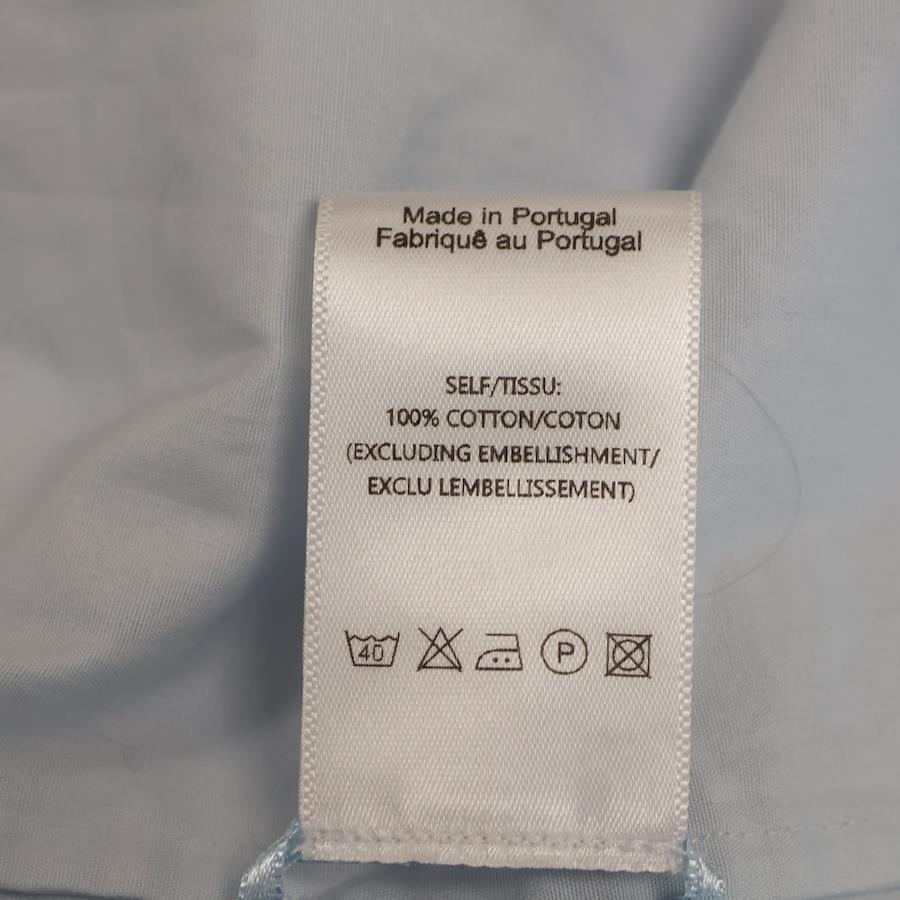 Made in Portugal
Fabriquê au Portugal
SELF/TISSU:
100% COTTON/COTON
(EXCLUDING EMBELLISHMENT/
EXCLU LEMBELLISSEMENT)
40 P